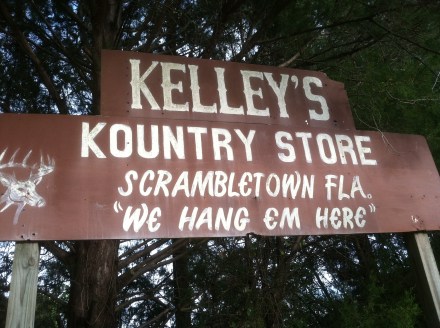 KELLEY'S
KOUNTRY STORE
SCRAMBLETOWN FLA.
"WE HANG EM HERE"